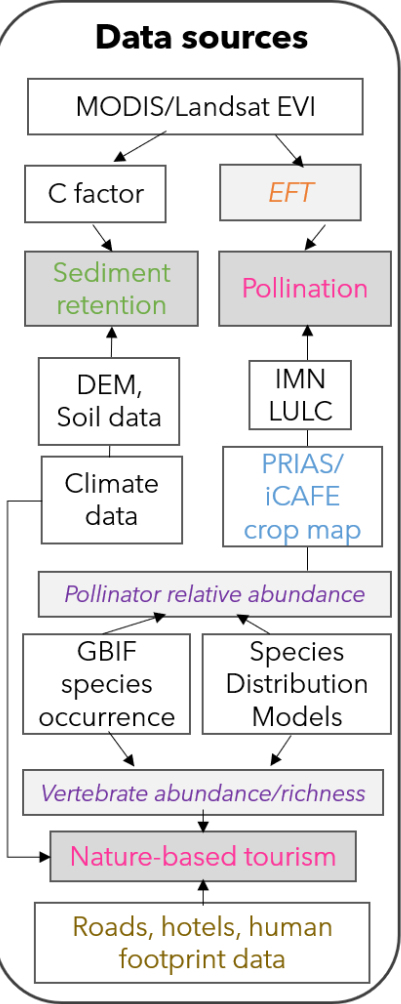 Data sources
MODIS/Landsat EVI
C factor
EFT
Sediment
retention
Pollination
DEM,
Soil data
IMN
LULC
Climate
data
PRIAS/
iCAFE
crop map
Pollinator relative abundance
GBIF
species
occurrence
Species
Distribution
Models
Vertebrate abundance/richness
Nature-based tourism
Roads, hotels, human
footprint data